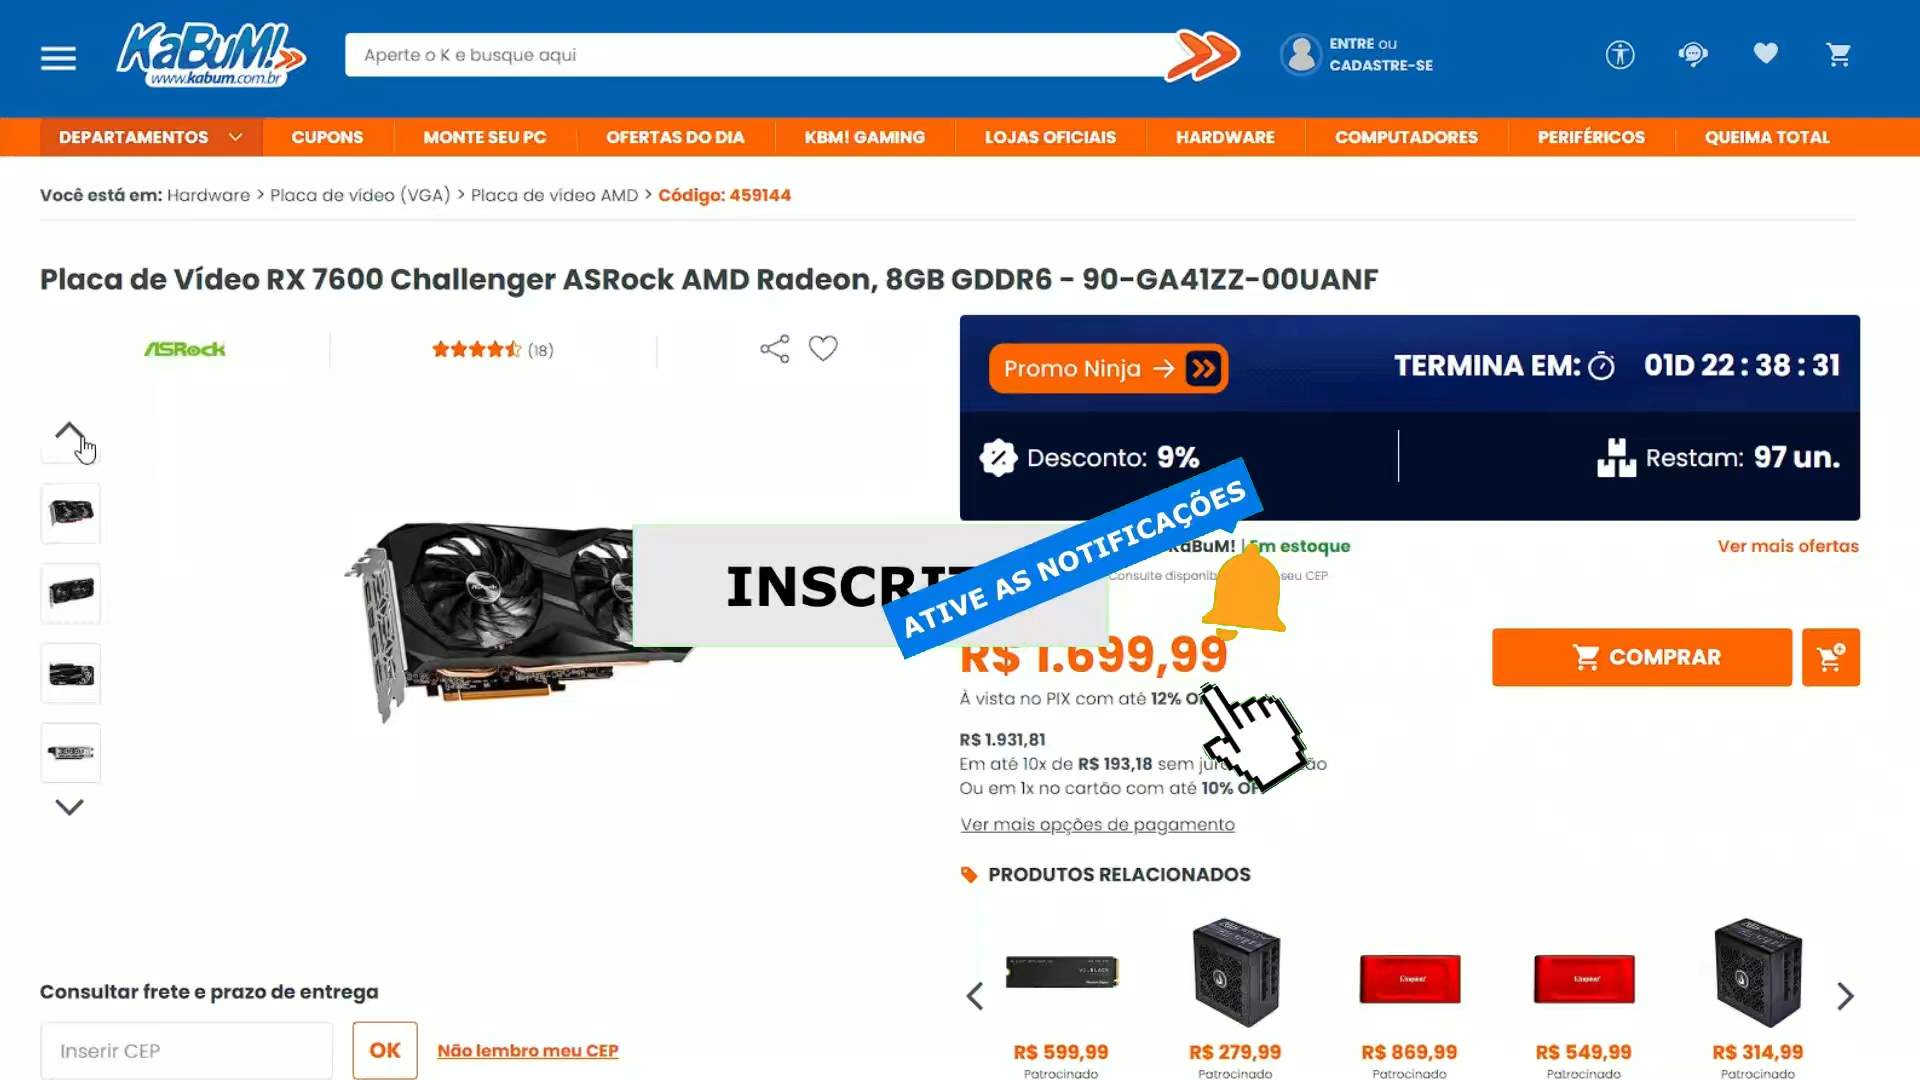 KaBuM!
www.kabum.com.br
Aperte o K e busque aqui
ENTRE ou
CADASTRE-SE
DEPARTAMENTOS CUPONS MONTE SEU PC OFERTAS DO DIA KBM! GAMING LOJAS OFICIAIS HARDWARE COMPUTADORES PERIFÉRICOS QUEIMA TOTAL
Você está em: Hardware > Placa de vídeo (VGA) > Placa de vídeo AMD > Código: 459144
Placa de Vídeo RX 7600 Challenger ASRock AMD Radeon, 8GB GDDR6 - 90-GA41ZZ-00UANF
ASRock
(18)
Promo Ninja
TERMINA EM: 01D 22 : 38 : 31
Desconto: 9%
Restam: 97 un.
ATIVE AS NOTIFICAÇÕES
INSCRIT
KaBuM! | Em estoque
Ver mais ofertas
Consulte seu CEP
R$ 1.699,99
COMPRAR
À vista no PIX com até 12%
R$ 1.931,81
Em até 10x de R$ 193,18 sem
Ou em 1x no cartão com até 10%
Ver mais opções de pagamento
PRODUTOS RELACIONADOS
Consultar frete e prazo de entrega
Inserir CEP
OK
Não lembro meu CEP
R$ 599,99 R$ 279,99 R$ 869,99 R$ 549,99 R$ 314,99
Patrocinado Patrocinado Patrocinado Patrocinado Patrocinado